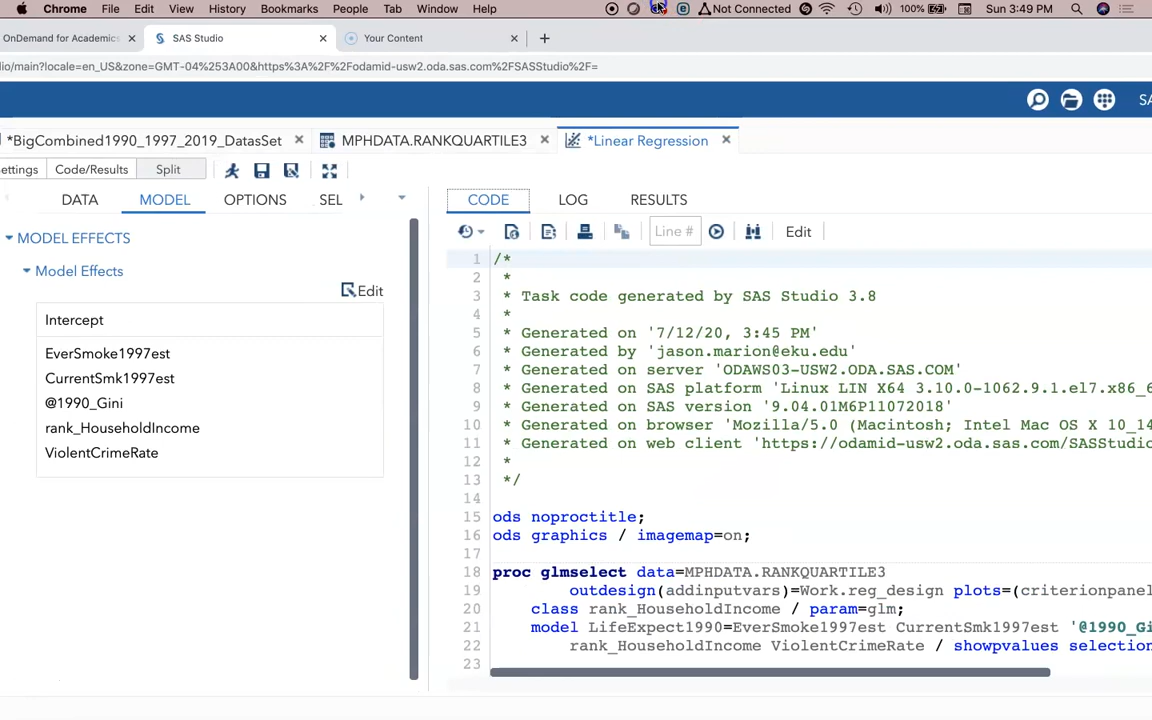 Chrome File Edit View History Bookmarks People Tab Window Help Not Connected 100% Sun 3:49 PM
OnDemand for Academics SAS Studio Your Content
io/main?locale=en_US&zone=GMT-04%253A00&https%3A%2F%2Fodamid-usw2.oda.sas.com%2FSASStudio%2F=
SA
*BigCombined1990_1997_2019_DatasSet MPHDATA.RANKQUARTILE3 *Linear Regression
ettings Code/Results Split
DATA MODEL OPTIONS SEL
CODE LOG RESULTS
Line # Edit
MODEL EFFECTS
Model Effects
Edit
Intercept
EverSmoke1997est
CurrentSmk1997est
@1990_Gini
rank_HouseholdIncome
ViolentCrimeRate
1 /*
2 *
3 * Task code generated by SAS Studio 3.8
4 *
5 * Generated on '7/12/20, 3:45 PM'
6 * Generated by 'jason.marion@eku.edu'
7 * Generated on server 'ODAWS03-USW2.ODA.SAS.COM'
8 * Generated on SAS platform 'Linux LIN X64 3.10.0-1062.9.1.el7.x86_6
9 * Generated on SAS version '9.04.01M6P11072018'
10 * Generated on browser 'Mozilla/5.0 (Macintosh; Intel Mac OS X 10_14
11 * Generated on web client 'https://odamid-usw2.oda.sas.com/SASStudio
12 *
13 */
14
15 ods noproctitle;
16 ods graphics / imagemap=on;
17
18 proc glmselect data=MPHDATA.RANKQUARTILE3
19 outdesign(addinputvars)=Work.reg_design plots=(criterionpanel
20 class rank_HouseholdIncome / param=glm;
21 model LifeExpect1990=EverSmoke1997est CurrentSmk1997est '@1990_Gi
22 rank_HouseholdIncome ViolentCrimeRate / showpvalues selection
23